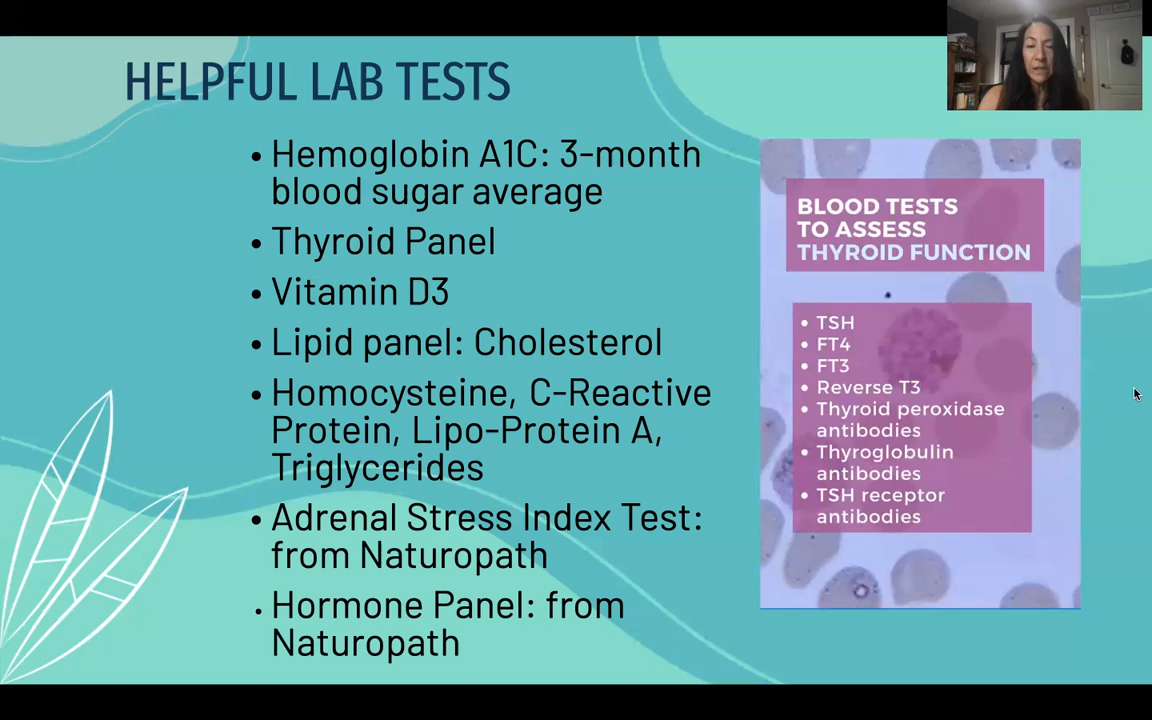 HELPFUL LAB TESTS
• Hemoglobin A1C: 3-month
blood sugar average
• Thyroid Panel
• Vitamin D3
• Lipid panel: Cholesterol
• Homocysteine, C-Reactive
Protein, Lipo-Protein A,
Triglycerides
• Adrenal Stress Index Test:
from Naturopath
• Hormone Panel: from
Naturopath
BLOOD TESTS
TO ASSESS
THYROID FUNCTION
• TSH
• FT4
• FT3
• Reverse T3
• Thyroid peroxidase
antibodies
• Thyroglobulin
antibodies
• TSH receptor
antibodies